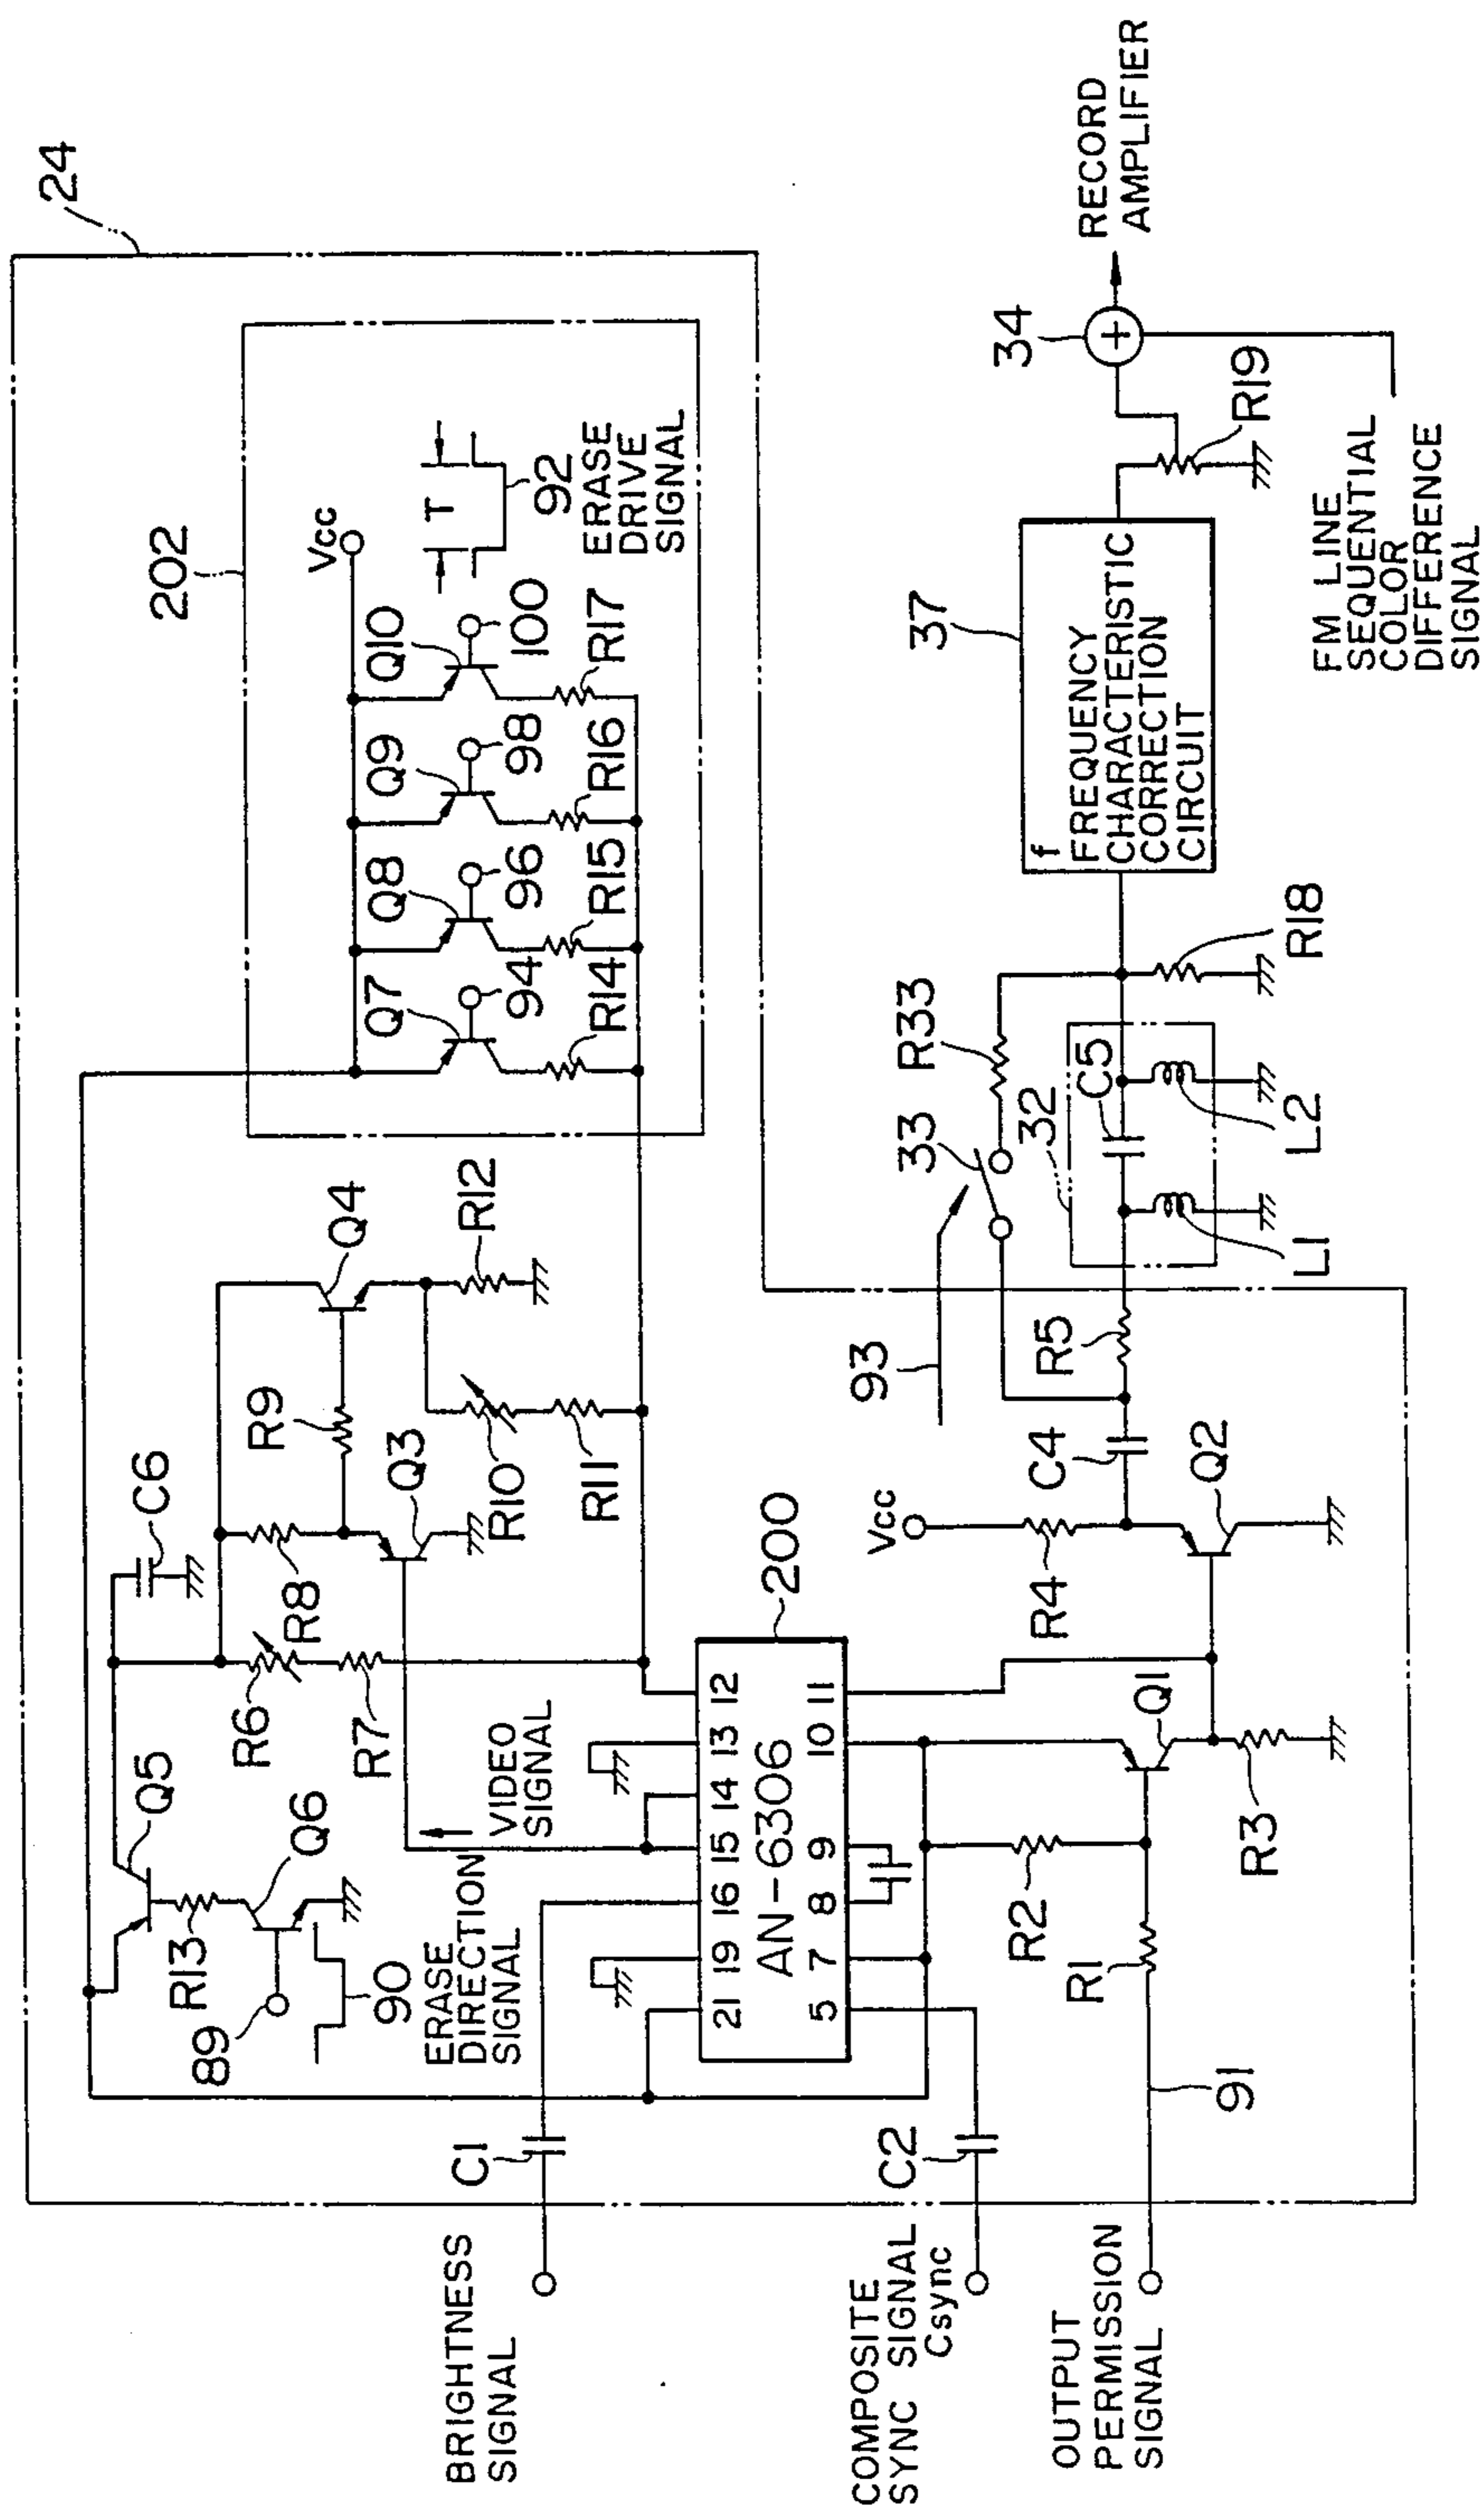 24
202
Vcc
Q7
Q8
Q9
Q10
94
96
98
100
R14
R15
R16
R17
T
92
ERASE
DRIVE
SIGNAL
Q5
C6
R13
Q6
89
90
ERASE
DIRECTION
SIGNAL
R6
R7
R8
R9
Q3
Q4
R10
R11
R12
VIDEO
SIGNAL
BRIGHTNESS
SIGNAL
C1
21
19
16
15
14
13
12
AN-6306
5
7
8
9
10
11
200
COMPOSITE
SYNC SIGNAL
Csync
C2
OUTPUT
PERMISSION
SIGNAL
91
R1
R2
Q1
R3
Vcc
R4
Q2
C4
R5
93
33
R33
32
C5
L1
L2
R18
37
f
FREQUENCY
CHARACTERISTIC
CORRECTION
CIRCUIT
R19
34
RECORD
AMPLIFIER
FM LINE
SEQUENTIAL
COLOR
DIFFERENCE
SIGNAL